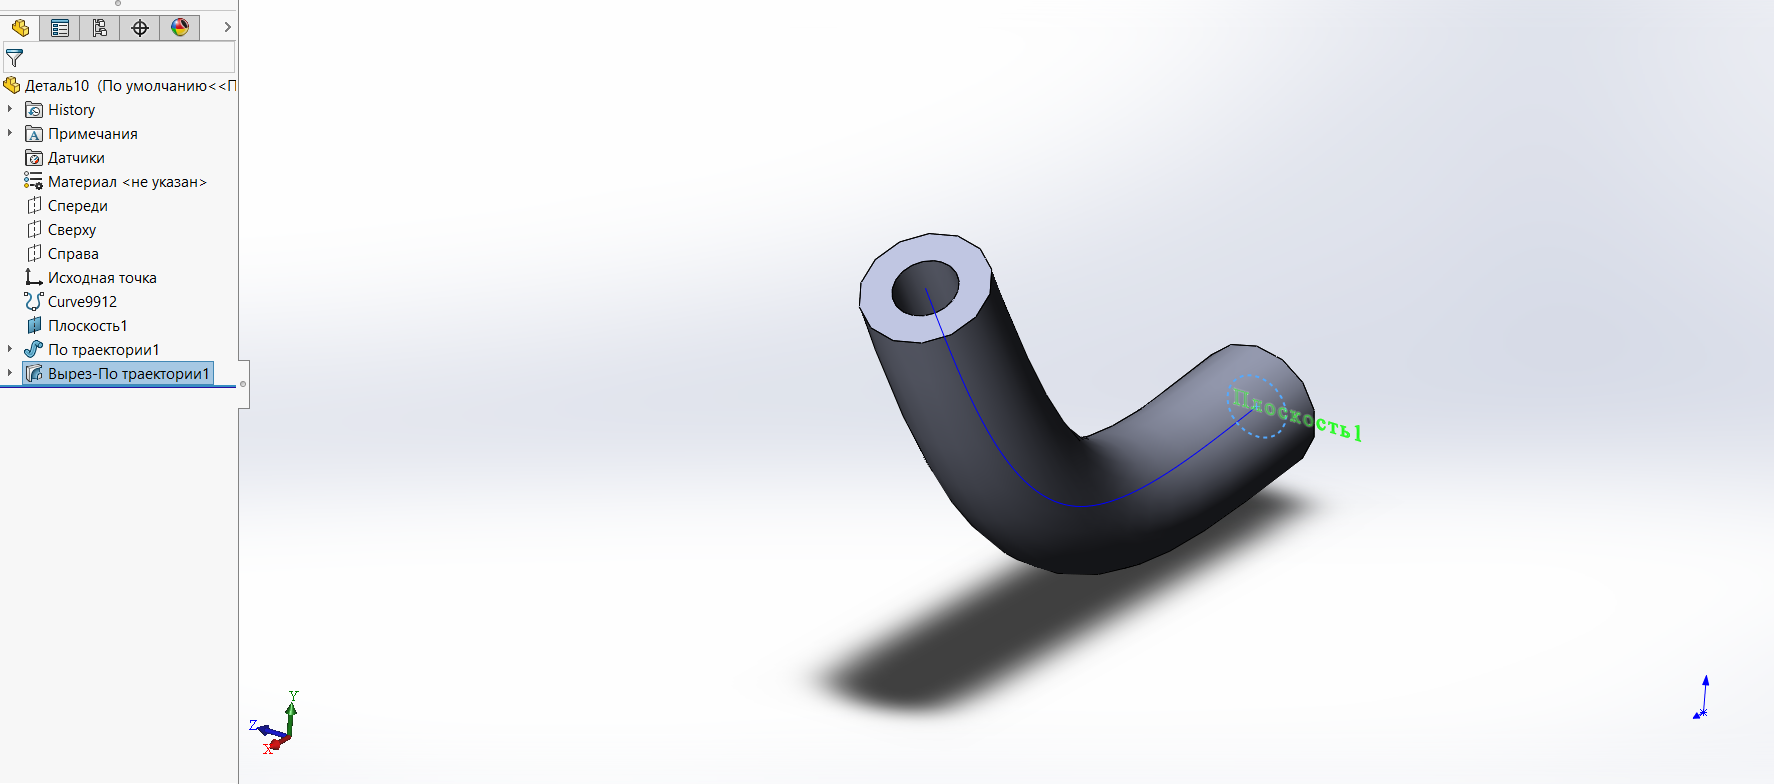 Деталь10 (По умолчанию<<П
History
Примечания
Датчики
Материал <не указан>
Спереди
Сверху
Справа
Исходная точка
Curve9912
Плоскость1
По траектории1
Вырез-По траектории1
Плоскость1
Y
Z
X